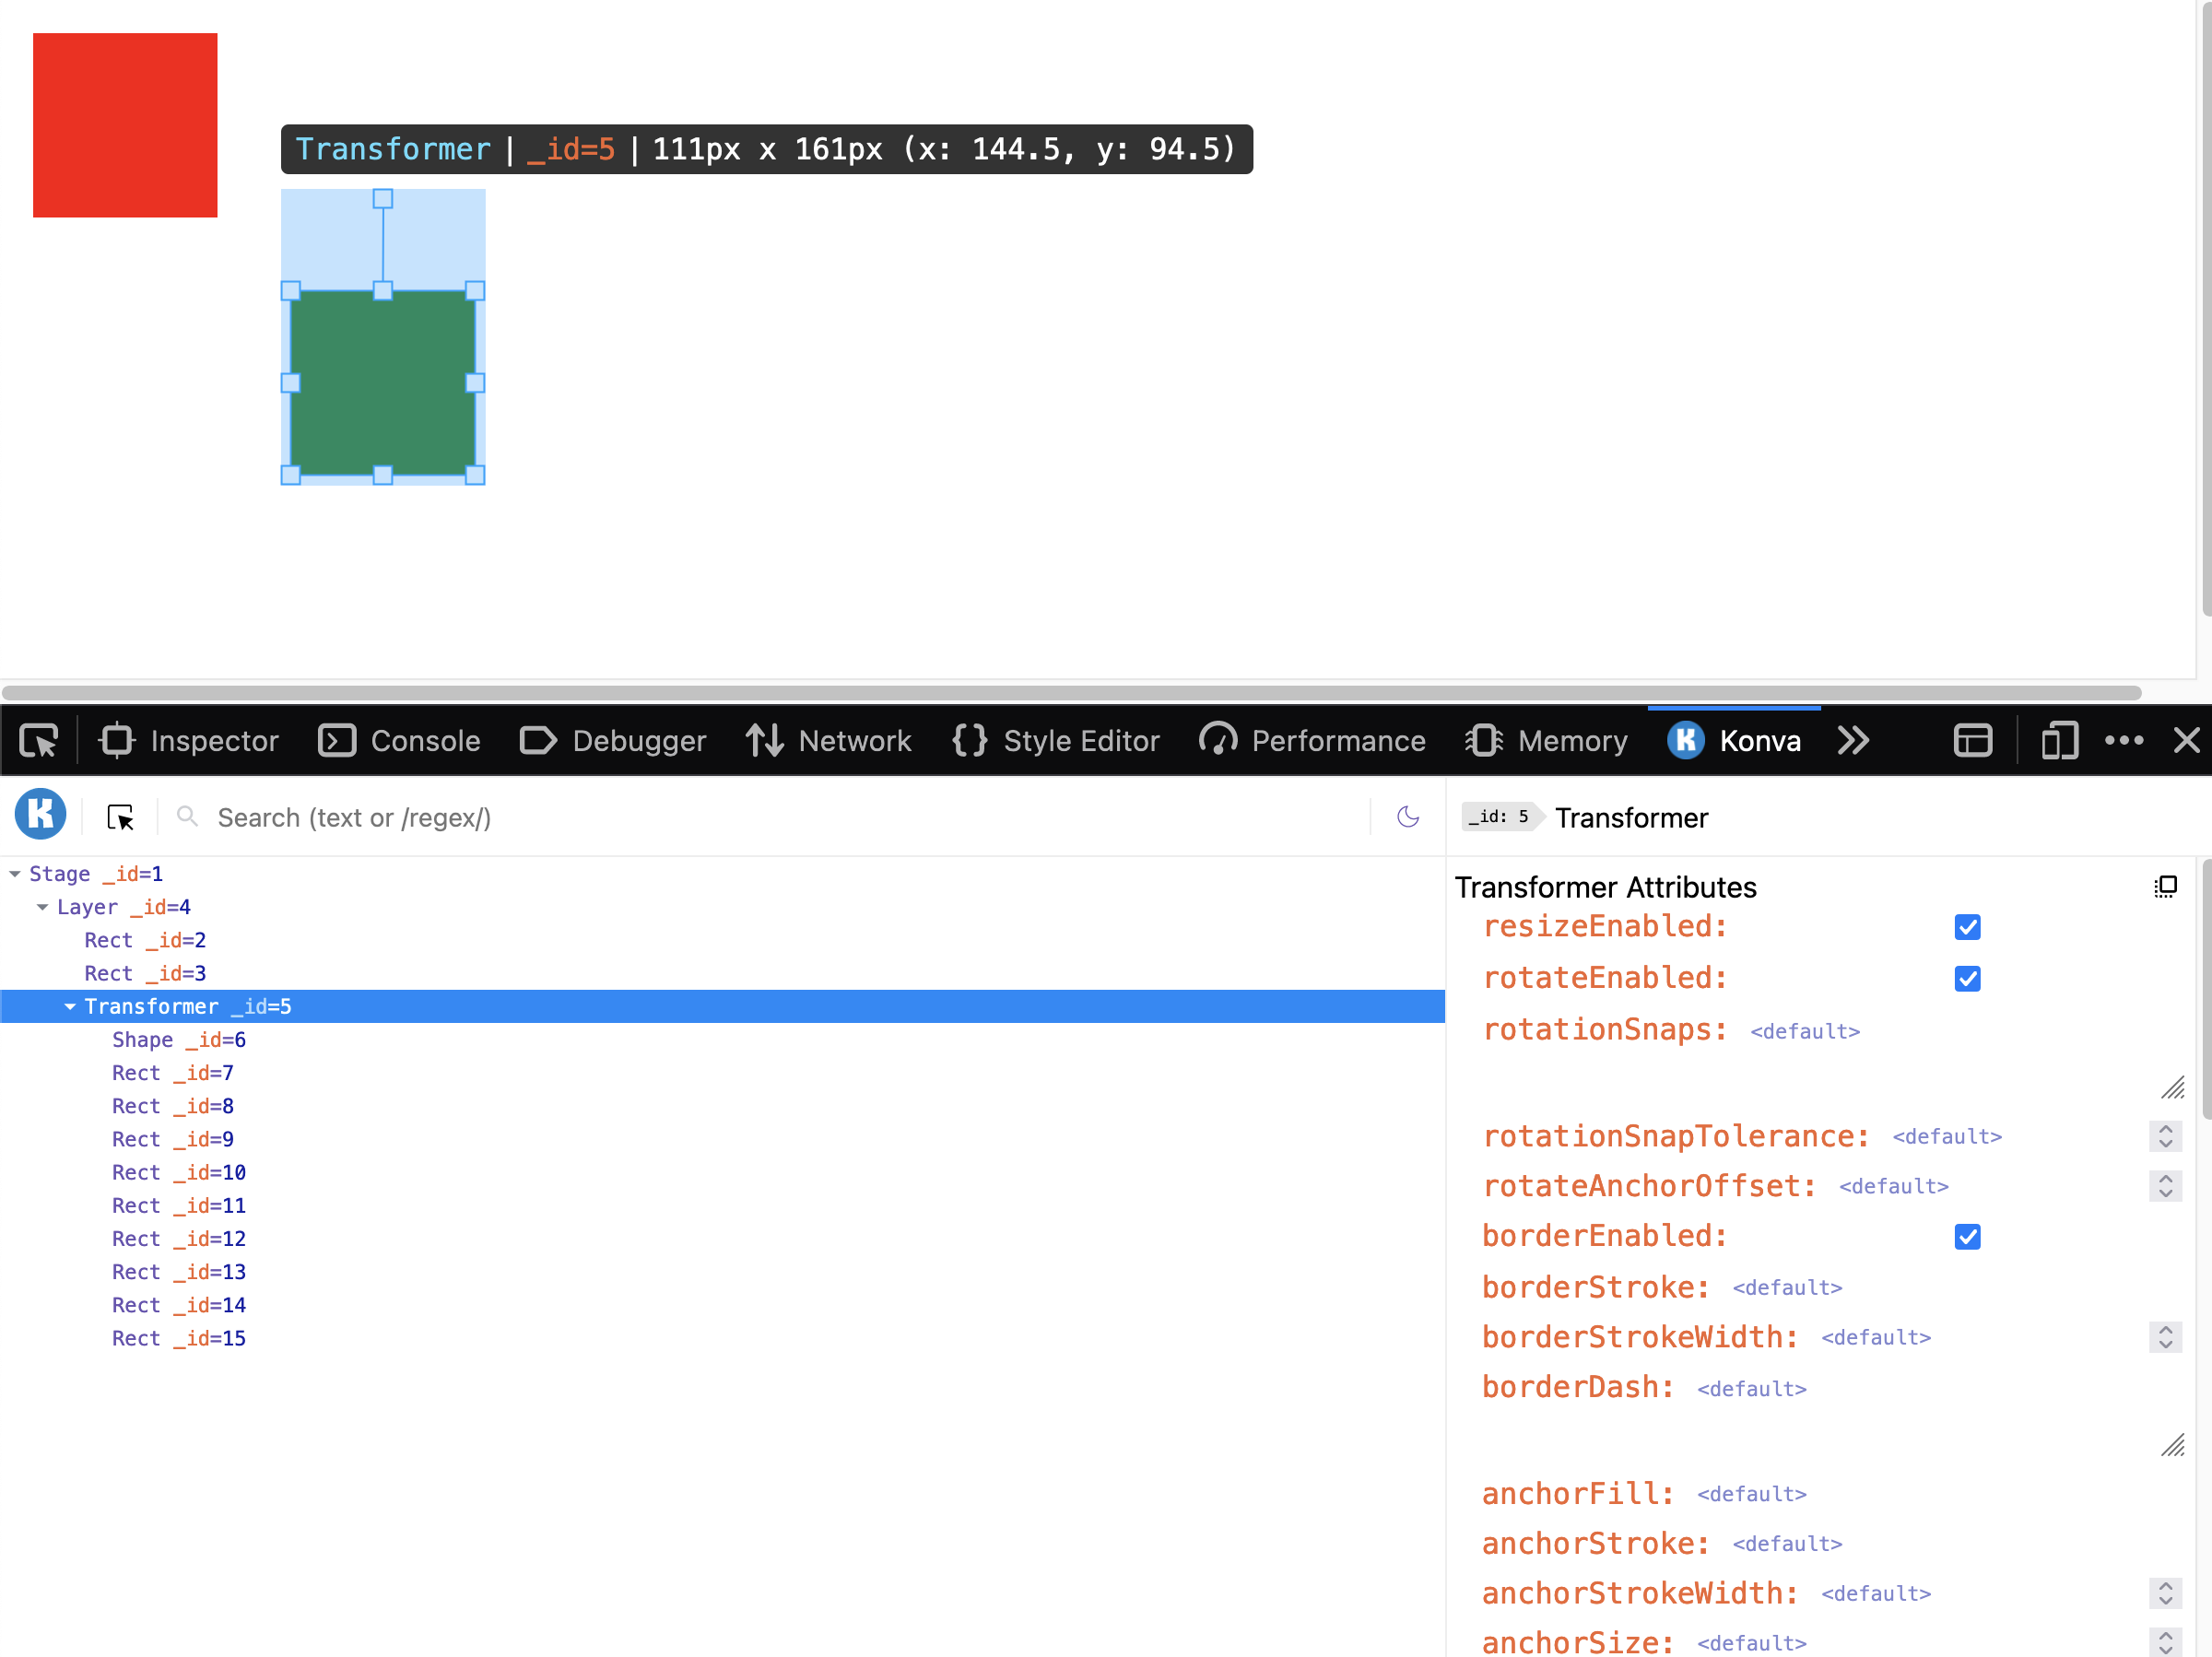 Transformer | _id=5 | 111px x 161px (x: 144.5, y: 94.5)
Inspector Console Debugger Network Style Editor Performance Memory Konva
Search (text or /regex/)
_id: 5 Transformer
Stage _id=1
Layer _id=4
Rect _id=2
Rect _id=3
Transformer _id=5
Shape _id=6
Rect _id=7
Rect _id=8
Rect _id=9
Rect _id=10
Rect _id=11
Rect _id=12
Rect _id=13
Rect _id=14
Rect _id=15
Transformer Attributes
resizeEnabled:
rotateEnabled:
rotationSnaps: <default>
rotationSnapTolerance: <default>
rotateAnchorOffset: <default>
borderEnabled:
borderStroke: <default>
borderStrokeWidth: <default>
borderDash: <default>
anchorFill: <default>
anchorStroke: <default>
anchorStrokeWidth: <default>
anchorSize: <default>